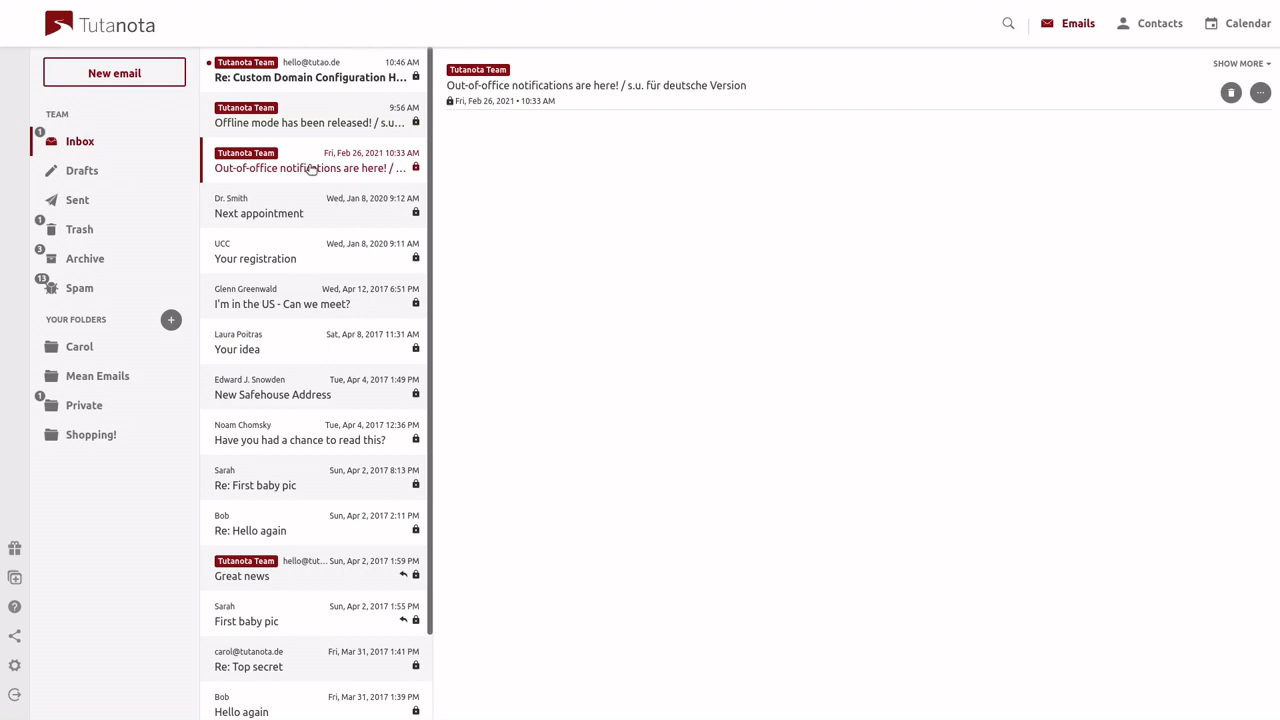 Tutanota
Emails
Contacts
Calendar
New email
TEAM
1
Inbox
Drafts
Sent
1
Trash
3
Archive
13
Spam
YOUR FOLDERS
Carol
Mean Emails
1
Private
Shopping!
Tutanota Team hello@tutao.de 10:46 AM
Re: Custom Domain Configuration H...
Tutanota Team 9:56 AM
Offline mode has been released! / s.u...
Tutanota Team Fri, Feb 26, 2021 10:33 AM
Out-of-office notifications are here! / ...
Dr. Smith Wed, Jan 8, 2020 9:12 AM
Next appointment
UCC Wed, Jan 8, 2020 9:11 AM
Your registration
Glenn Greenwald Wed, Apr 12, 2017 6:51 PM
I'm in the US - Can we meet?
Laura Poitras Sat, Apr 8, 2017 11:31 AM
Your idea
Edward J. Snowden Tue, Apr 4, 2017 1:49 PM
New Safehouse Address
Noam Chomsky Tue, Apr 4, 2017 12:36 PM
Have you had a chance to read this?
Sarah Sun, Apr 2, 2017 8:13 PM
Re: First baby pic
Bob Sun, Apr 2, 2017 2:11 PM
Re: Hello again
Tutanota Team hello@tut... Sun, Apr 2, 2017 1:59 PM
Great news
Sarah Sun, Apr 2, 2017 1:55 PM
First baby pic
carol@tutanota.de Fri, Mar 31, 2017 1:41 PM
Re: Top secret
Bob Fri, Mar 31, 2017 1:39 PM
Hello again
Tutanota Team
SHOW MORE
Out-of-office notifications are here! / s.u. für deutsche Version
Fri, Feb 26, 2021 • 10:33 AM